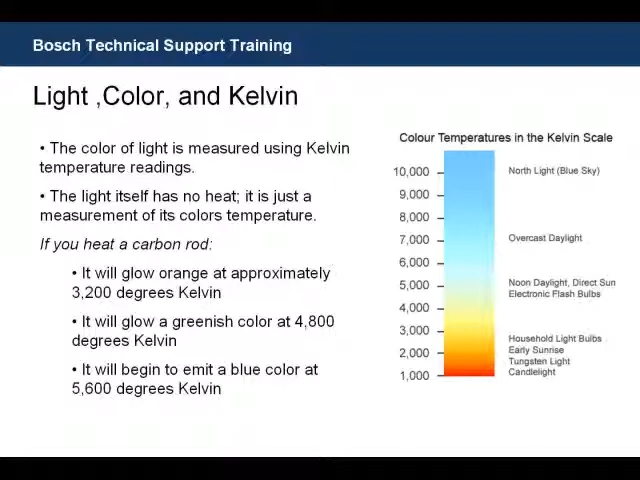 Bosch Technical Support Training
Light ,Color, and Kelvin
• The color of light is measured using Kelvin
temperature readings.
• The light itself has no heat; it is just a
measurement of its colors temperature.
If you heat a carbon rod:
• It will glow orange at approximately
3,200 degrees Kelvin
• It will glow a greenish color at 4,800
degrees Kelvin
• It will begin to emit a blue color at
5,600 degrees Kelvin
Colour Temperatures in the Kelvin Scale
10,000 North Light (Blue Sky)
9,000
8,000
7,000 Overcast Daylight
6,000
5,000 Noon Daylight, Direct Sun
Electronic Flash Bulbs
4,000
3,000 Household Light Bulbs
2,000 Early Sunrise
Tungsten Light
1,000 Candlelight